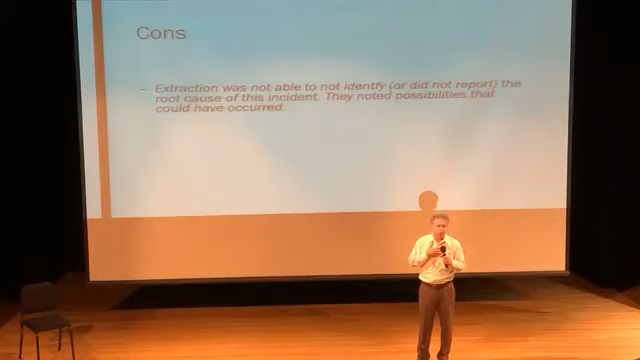 Cons
– Extraction was not able to not identfy (or did not report) the
root cause of this incident. They noted possibilities that
could have occurred.